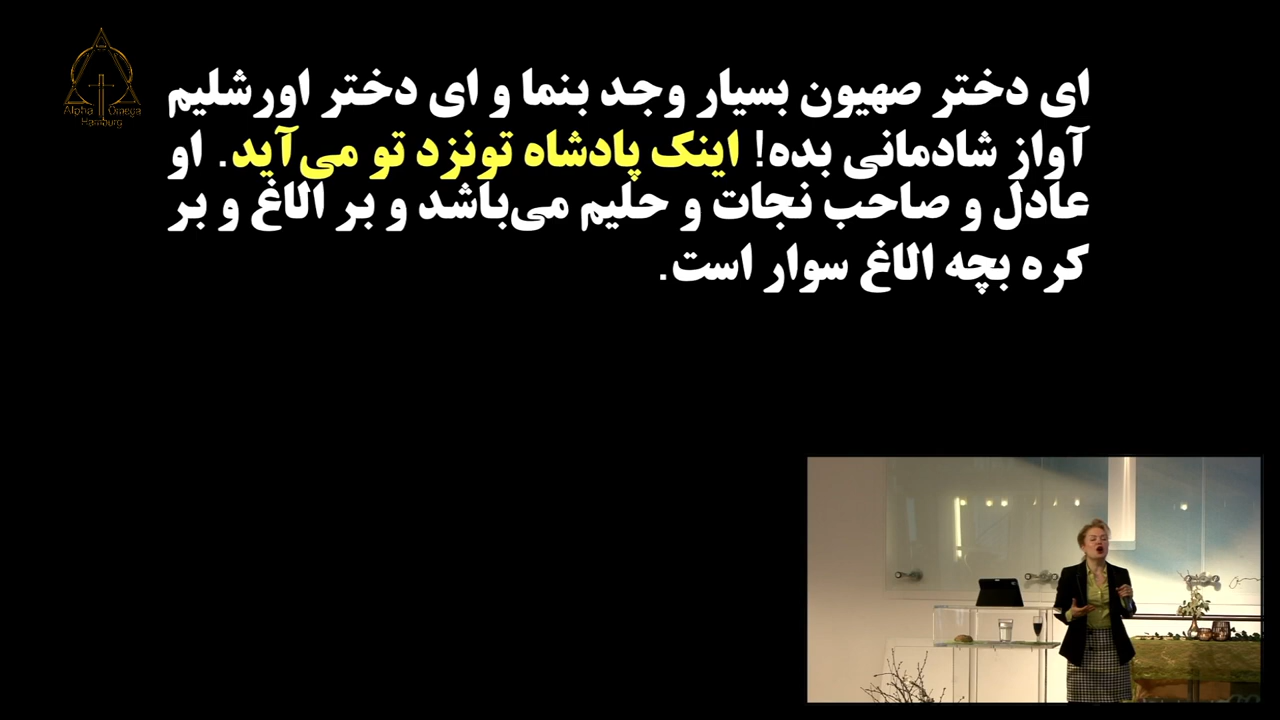 Alpha Omega
Hamburg
ای دختر صهیون بسیار وجد بنما و ای دختر اورشلیم
آواز شادمانی بده! اینک پادشاه تونزد تو می‌آید. او
عادل و صاحب نجات و حلیم می‌باشد و بر الاغ و بر
کره بچه الاغ سوار است.